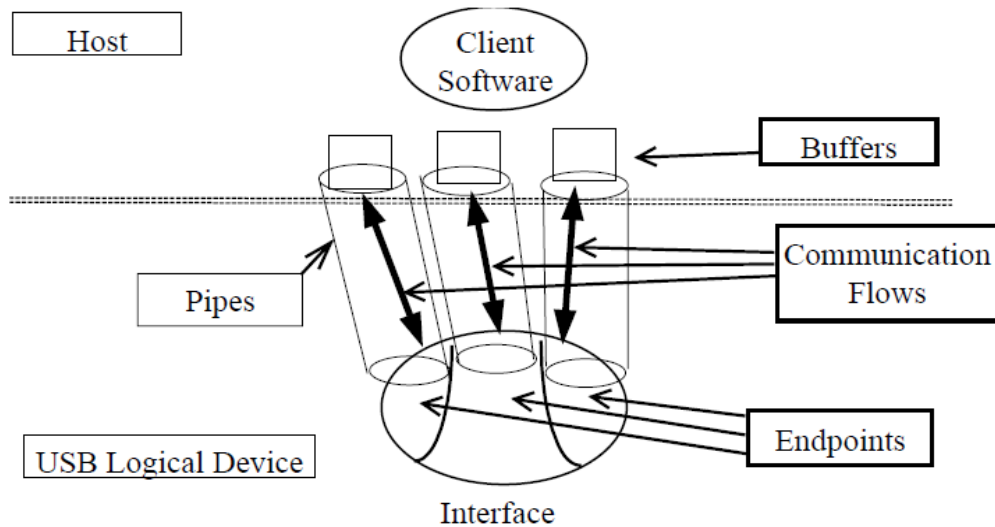 Host
Client
Software
Buffers
Communication
Flows
Pipes
Endpoints
USB Logical Device
Interface